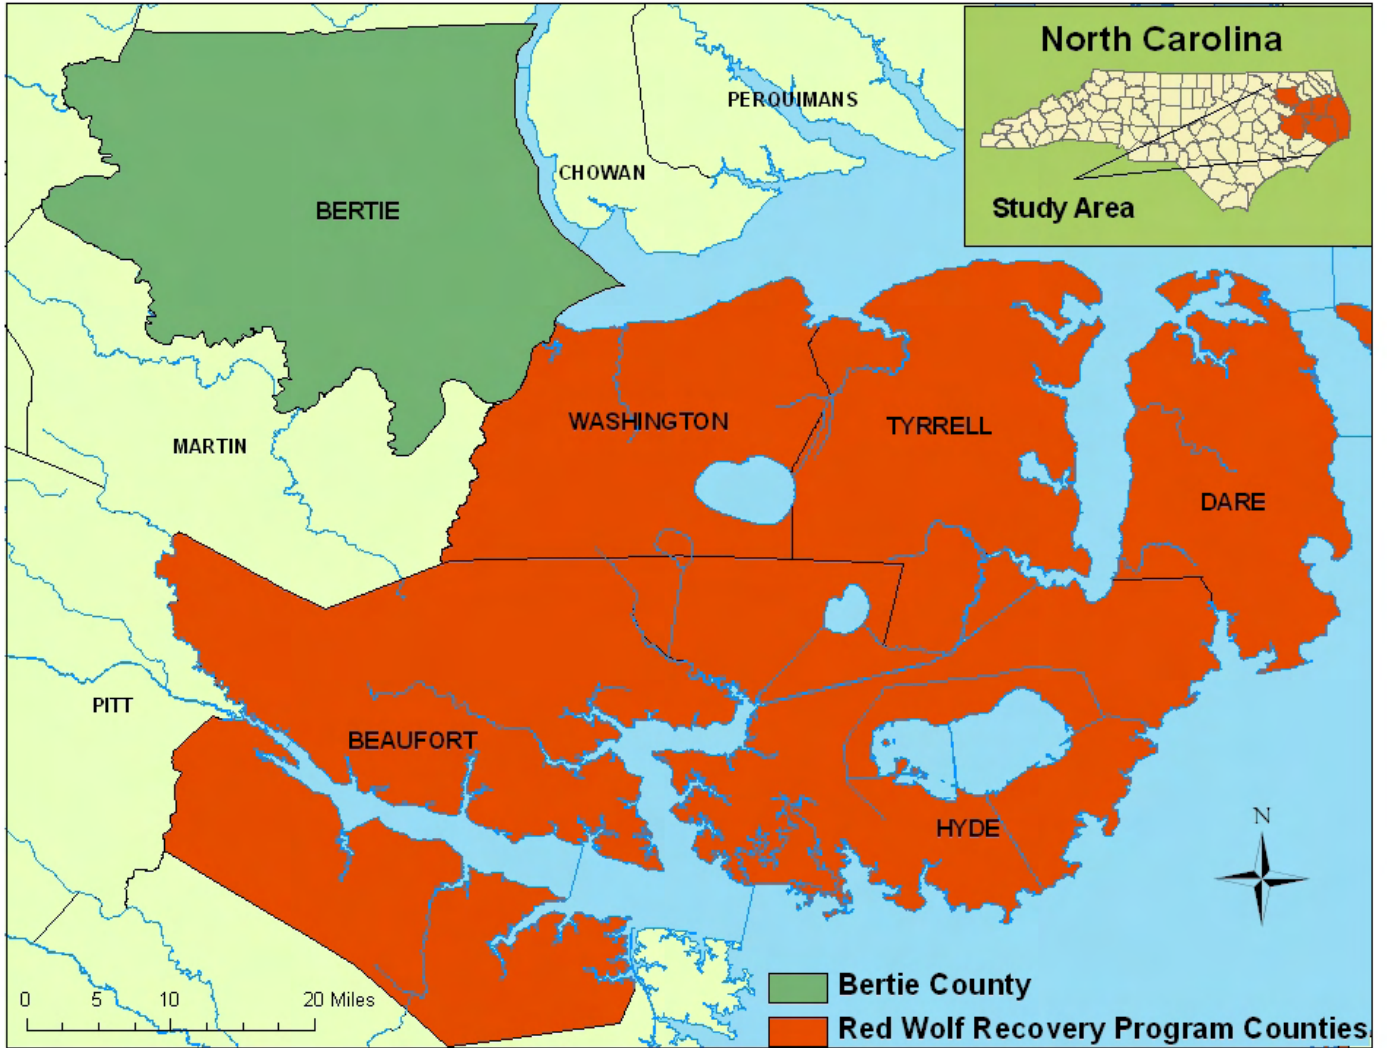 North Carolina
Study Area
PERQUIMANS
CHOWAN
BERTIE
WASHINGTON
TYRRELL
MARTIN
DARE
PITT
BEAUFORT
HYDE
N
0 5 10 20 Miles
Bertie County
Red Wolf Recovery Program Counties